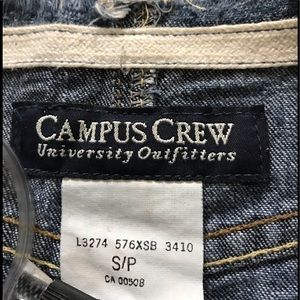 CAMPUS CREW
University Outfitters
L3274 576XSB 3410
S/P
CA 00508